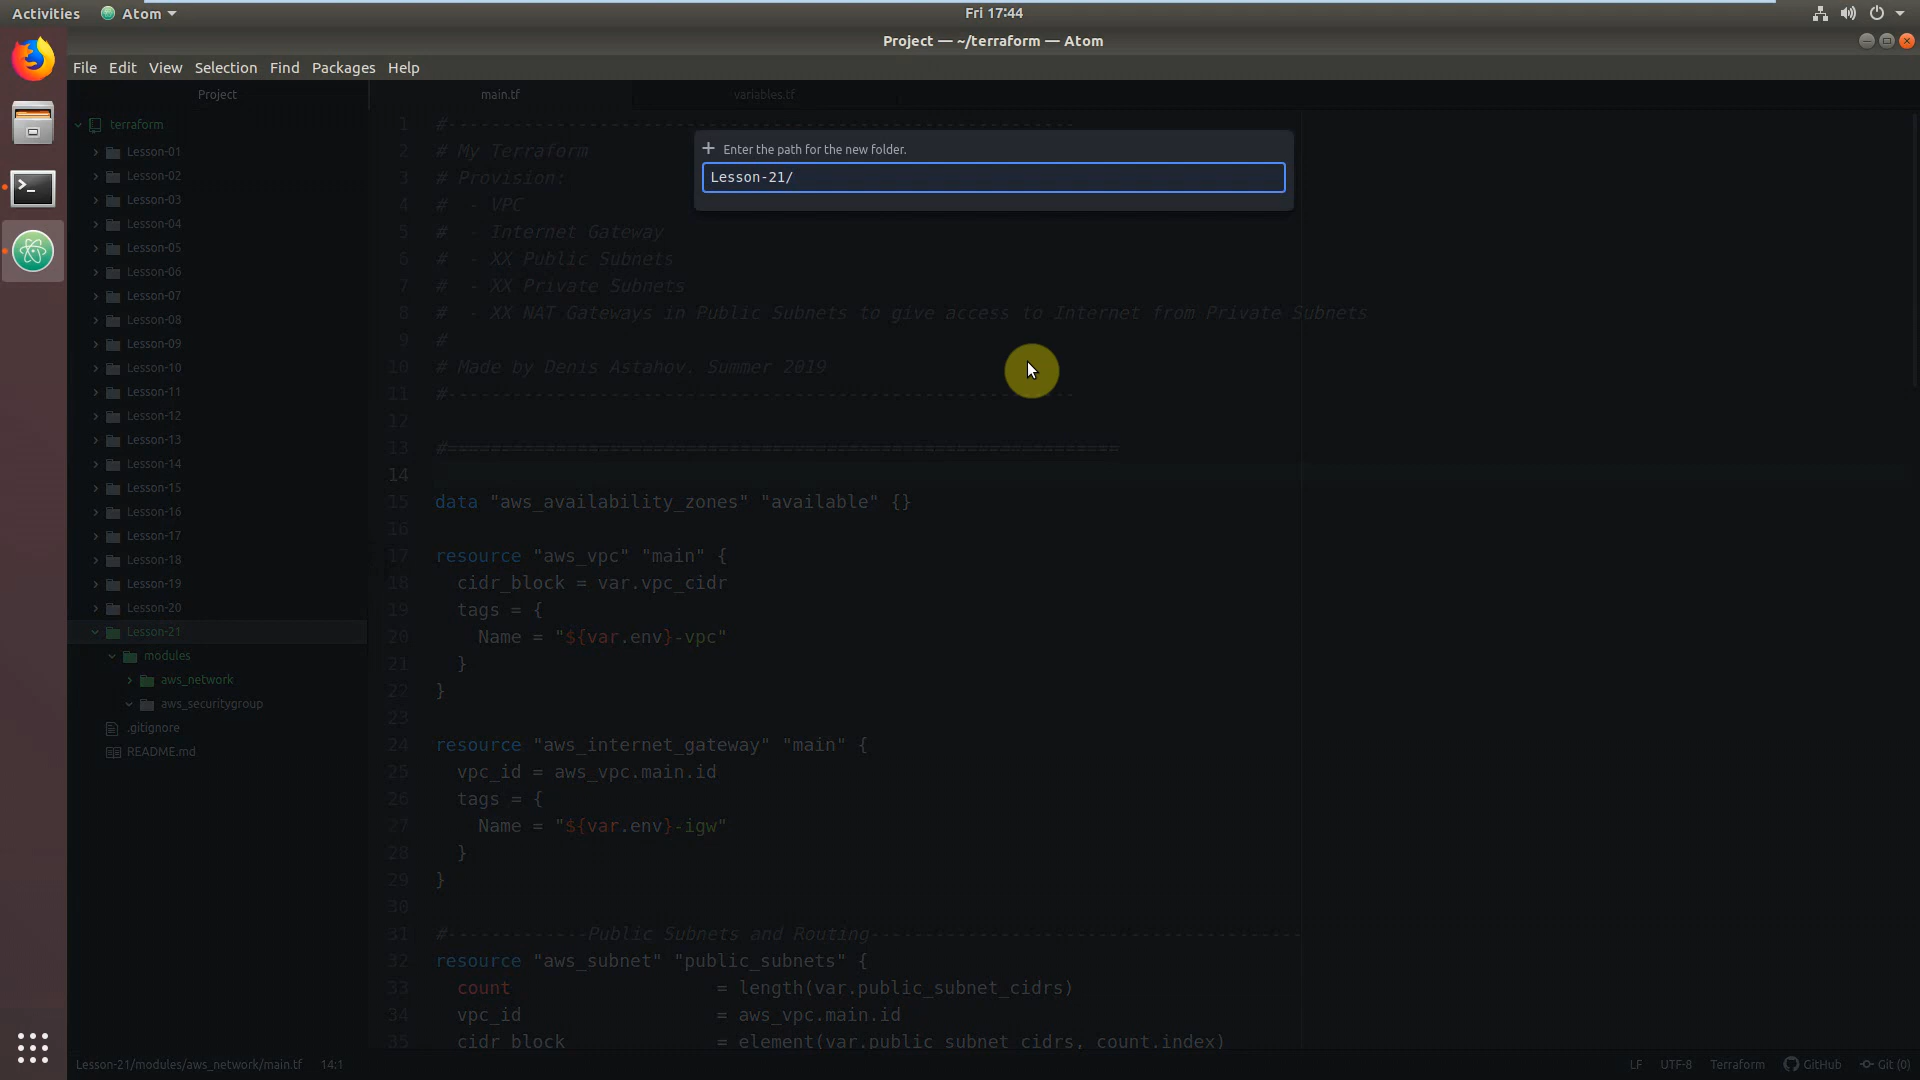 Activities
Atom
Fri 17:44
Project — ~/terraform — Atom
File Edit View Selection Find Packages Help
Project
main.tf
variables.tf
terraform
Lesson-01
Lesson-02
Lesson-03
Lesson-04
Lesson-05
Lesson-06
Lesson-07
Lesson-08
Lesson-09
Lesson-10
Lesson-11
Lesson-12
Lesson-13
Lesson-14
Lesson-15
Lesson-16
Lesson-17
Lesson-18
Lesson-19
Lesson-20
Lesson-21
modules
aws_network
aws_securitygroup
.gitignore
README.md
Enter the path for the new folder.
Lesson-21/
1 #----------------------------------------------------------
2 # My Terraform
3 # Provision:
4 #  - VPC
5 #  - Internet Gateway
6 #  - XX Public Subnets
7 #  - XX Private Subnets
8 #  - XX NAT Gateways in Public Subnets to give access to Internet from Private Subnets
9 #
10 # Made by Denis Astahov. Summer 2019
11 #----------------------------------------------------------
12
13 #==============================================================
14
15 data "aws_availability_zones" "available" {}
16
17 resource "aws_vpc" "main" {
18   cidr_block = var.vpc_cidr
19   tags = {
20     Name = "${var.env}-vpc"
21   }
22 }
23
24 resource "aws_internet_gateway" "main" {
25   vpc_id = aws_vpc.main.id
26   tags = {
27     Name = "${var.env}-igw"
28   }
29 }
30
31 #-------------Public Subnets and Routing----------------------------------------
32 resource "aws_subnet" "public_subnets" {
33   count                   = length(var.public_subnet_cidrs)
34   vpc_id                  = aws_vpc.main.id
35   cidr_block              = element(var.public_subnet_cidrs, count.index)
Lesson-21/modules/aws_network/main.tf 14:1
LF UTF-8 Terraform GitHub Git (0)